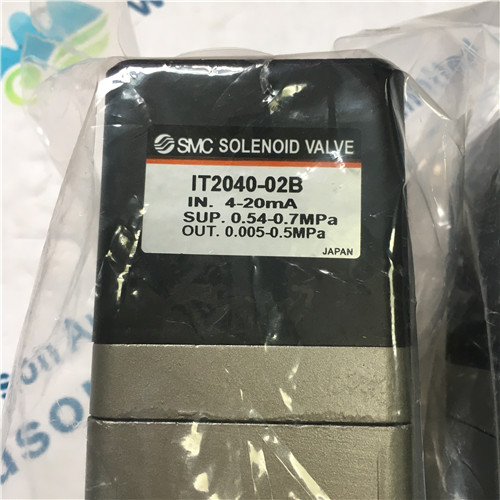 SMC SOLENOID VALVE
IT2040-02B
IN. 4-20mA
SUP. 0.54-0.7MPa
OUT. 0.005-0.5MPa
JAPAN